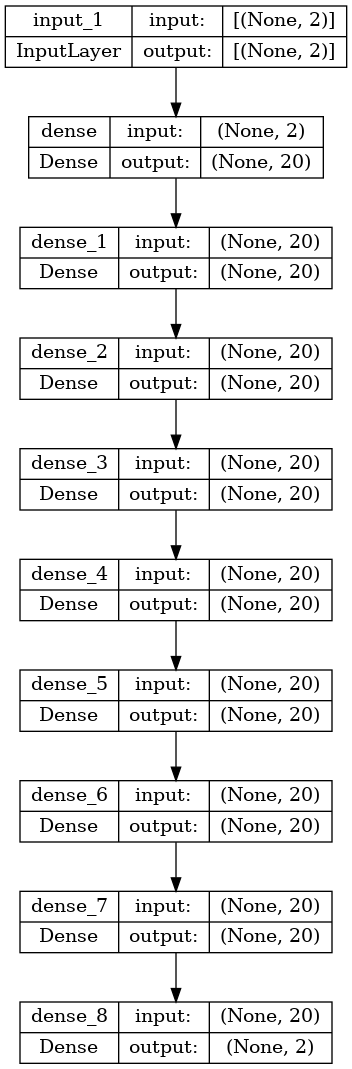 input_1 input: [(None, 2)]
InputLayer output: [(None, 2)]
dense input: (None, 2)
Dense output: (None, 20)
dense_1 input: (None, 20)
Dense output: (None, 20)
dense_2 input: (None, 20)
Dense output: (None, 20)
dense_3 input: (None, 20)
Dense output: (None, 20)
dense_4 input: (None, 20)
Dense output: (None, 20)
dense_5 input: (None, 20)
Dense output: (None, 20)
dense_6 input: (None, 20)
Dense output: (None, 20)
dense_7 input: (None, 20)
Dense output: (None, 20)
dense_8 input: (None, 20)
Dense output: (None, 2)